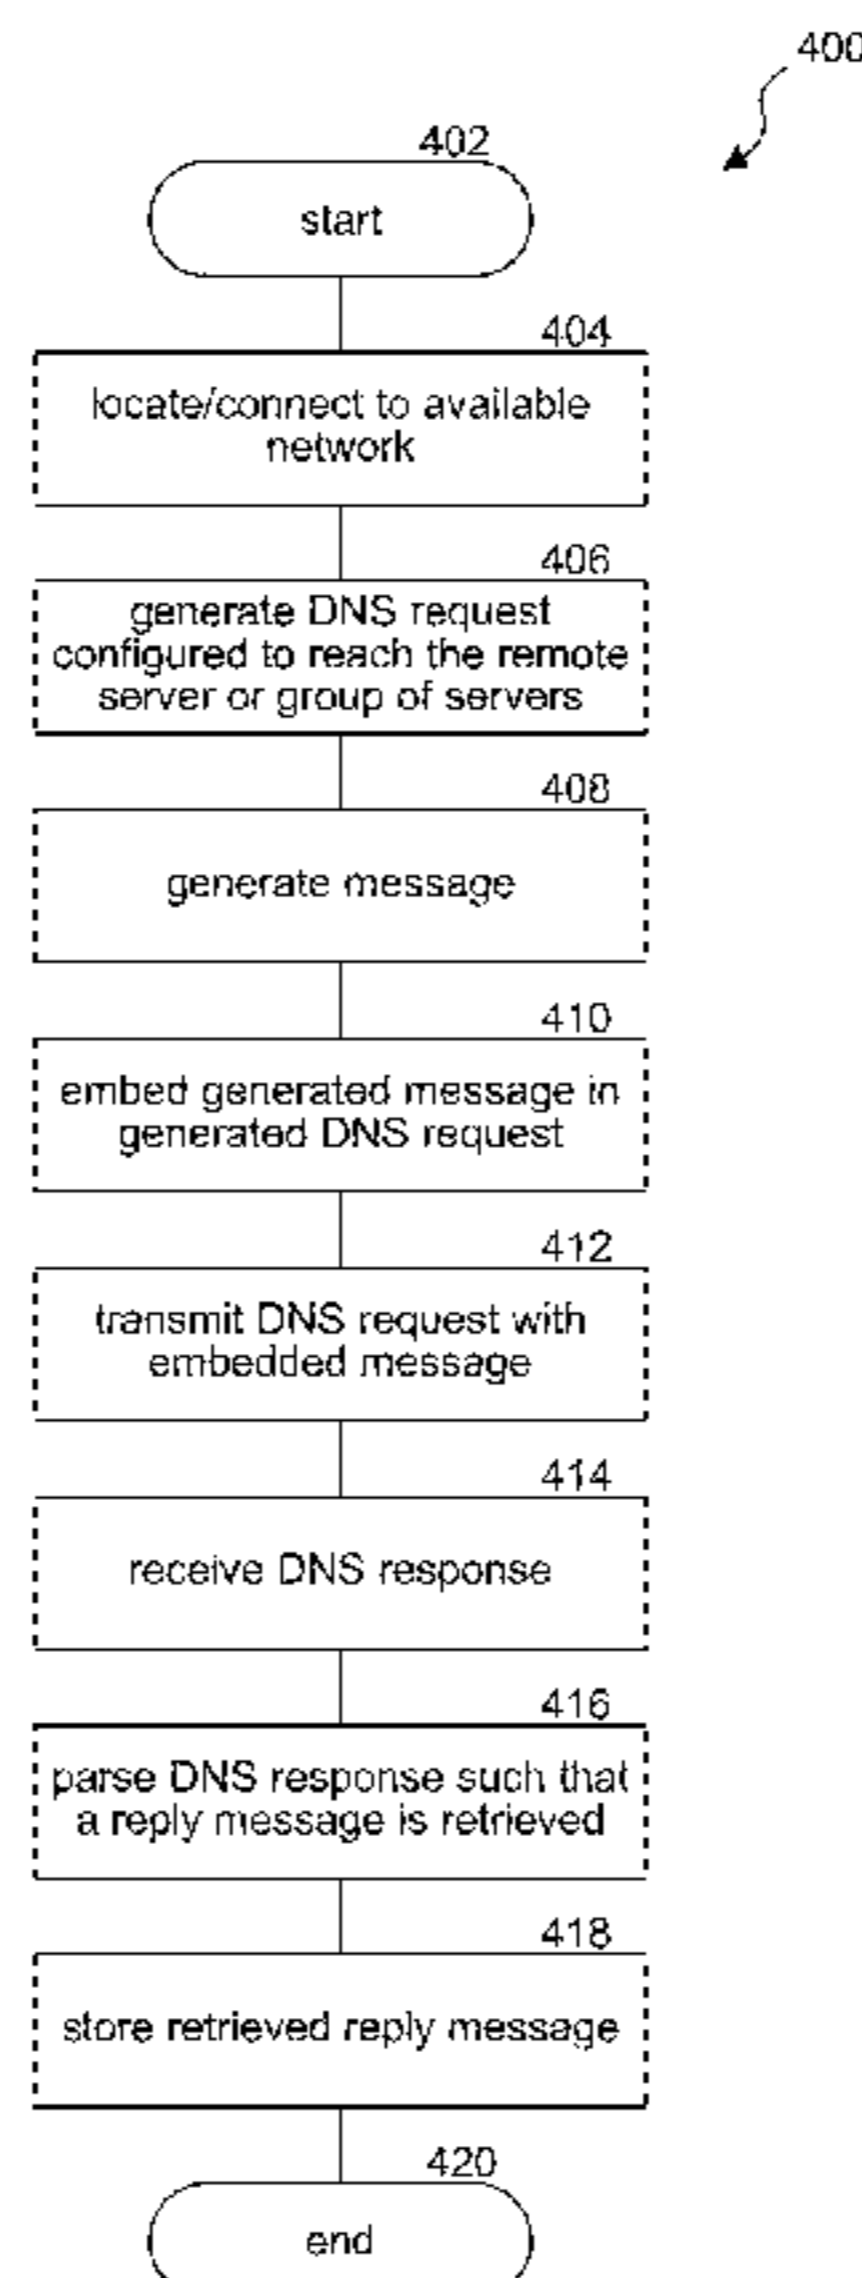 400
402
start
404
locate/connect to available
network
406
generate DNS request
configured to reach the remote
server or group of servers
408
generate message
410
embed generated message in
generated DNS request
412
transmit DNS request with
embedded message
414
receive DNS response
416
parse DNS response such that
a reply message is retrieved
418
store retrieved reply message
420
end